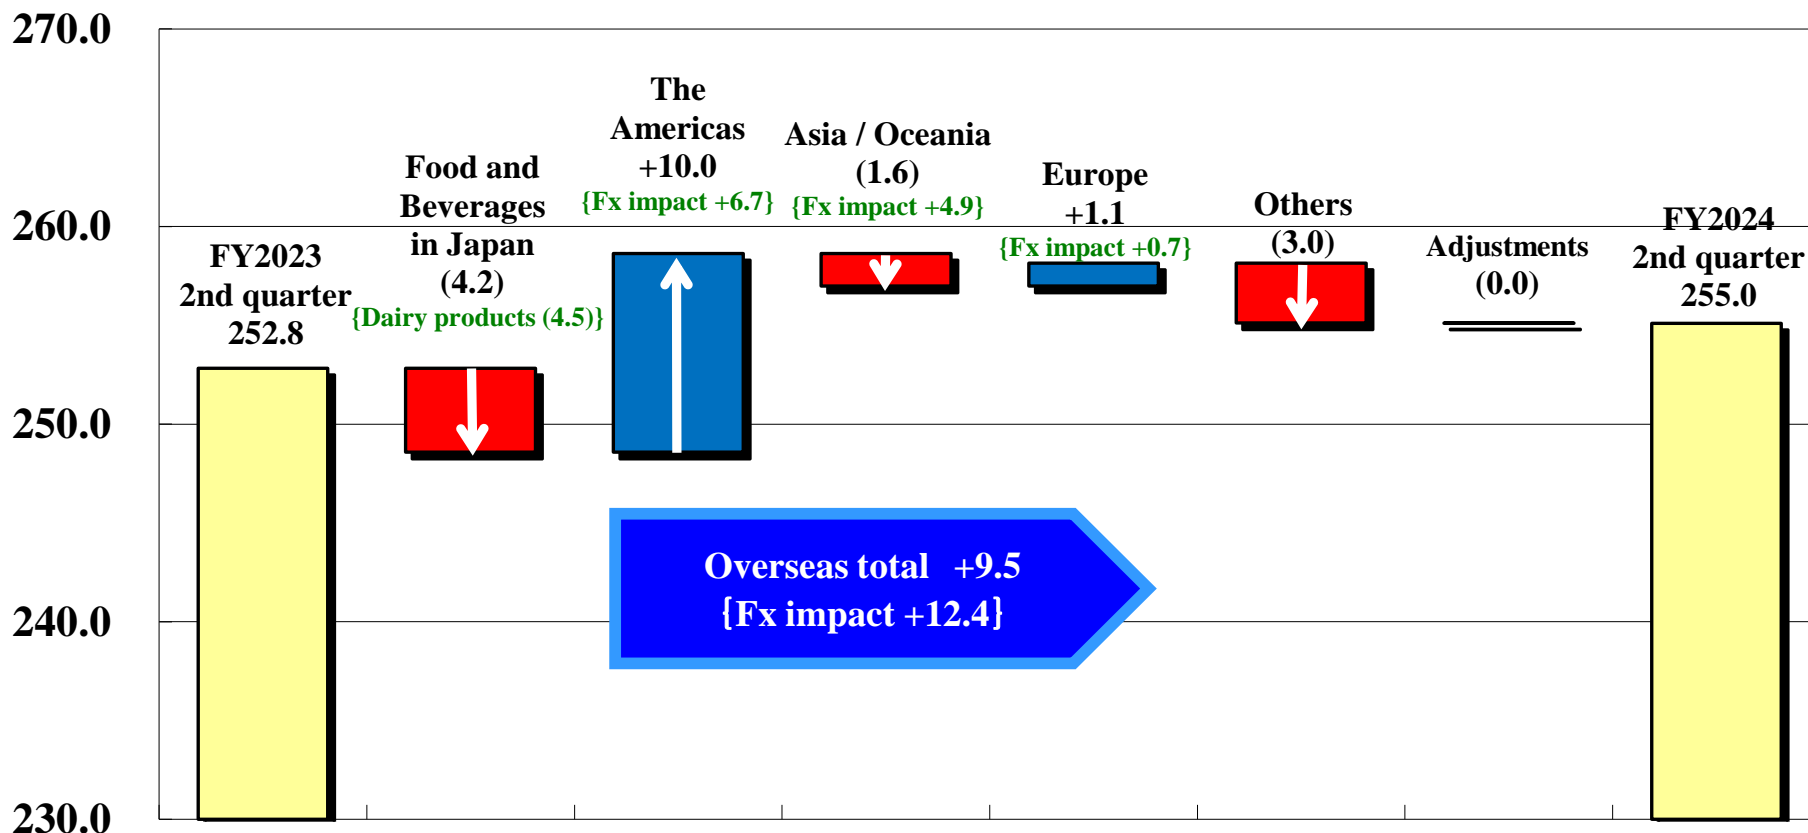 270.0
260.0
250.0
240.0
230.0
FY2023
2nd quarter
252.8
Food and
Beverages
in Japan
(4.2)
{Dairy products (4.5)}
The
Americas
+10.0
{Fx impact +6.7}
Asia / Oceania
(1.6)
{Fx impact +4.9}
Europe
+1.1
{Fx impact +0.7}
Others
(3.0)
Adjustments
(0.0)
FY2024
2nd quarter
255.0
Overseas total +9.5
{Fx impact +12.4}